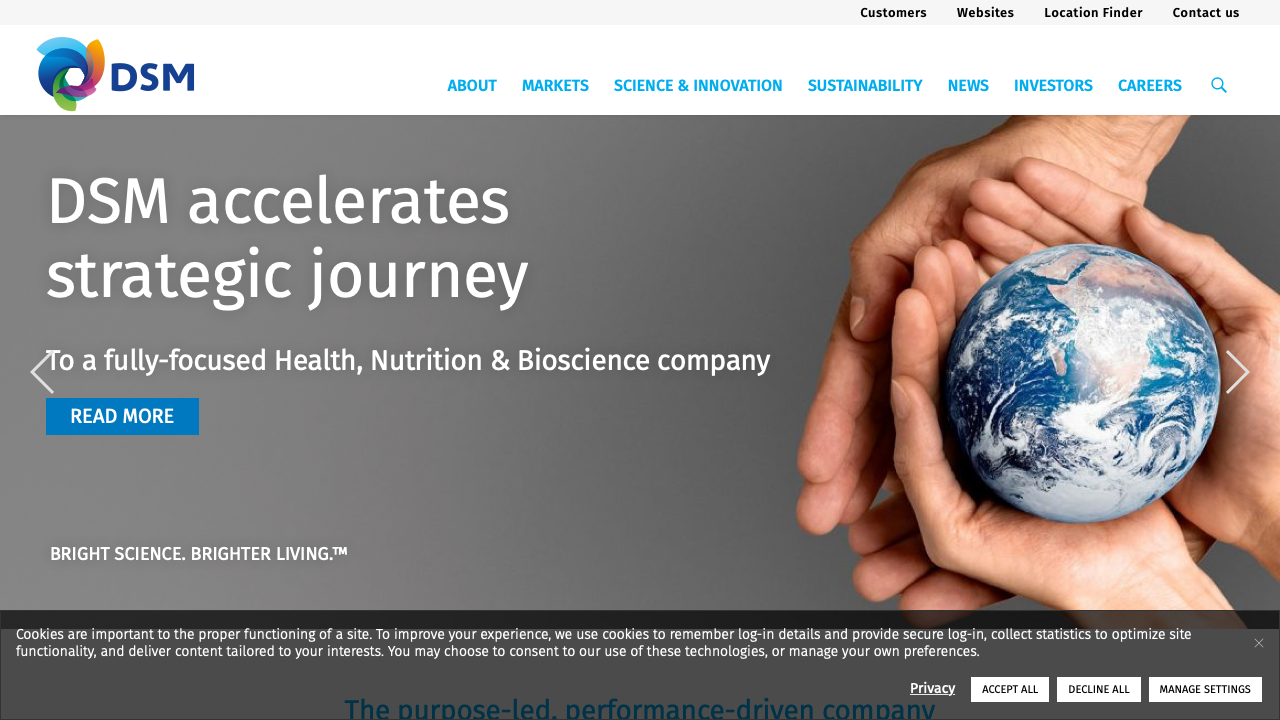 Customers Websites Location Finder Contact us
DSM
ABOUT MARKETS SCIENCE & INNOVATION SUSTAINABILITY NEWS INVESTORS CAREERS
DSM accelerates
strategic journey
To a fully-focused Health, Nutrition & Bioscience company
READ MORE
BRIGHT SCIENCE. BRIGHTER LIVING.™
Cookies are important to the proper functioning of a site. To improve your experience, we use cookies to remember log-in details and provide secure log-in, collect statistics to optimize site
functionality, and deliver content tailored to your interests. You may choose to consent to our use of these technologies, or manage your own preferences.
Privacy ACCEPT ALL DECLINE ALL MANAGE SETTINGS
The purpose-led, performance-driven company